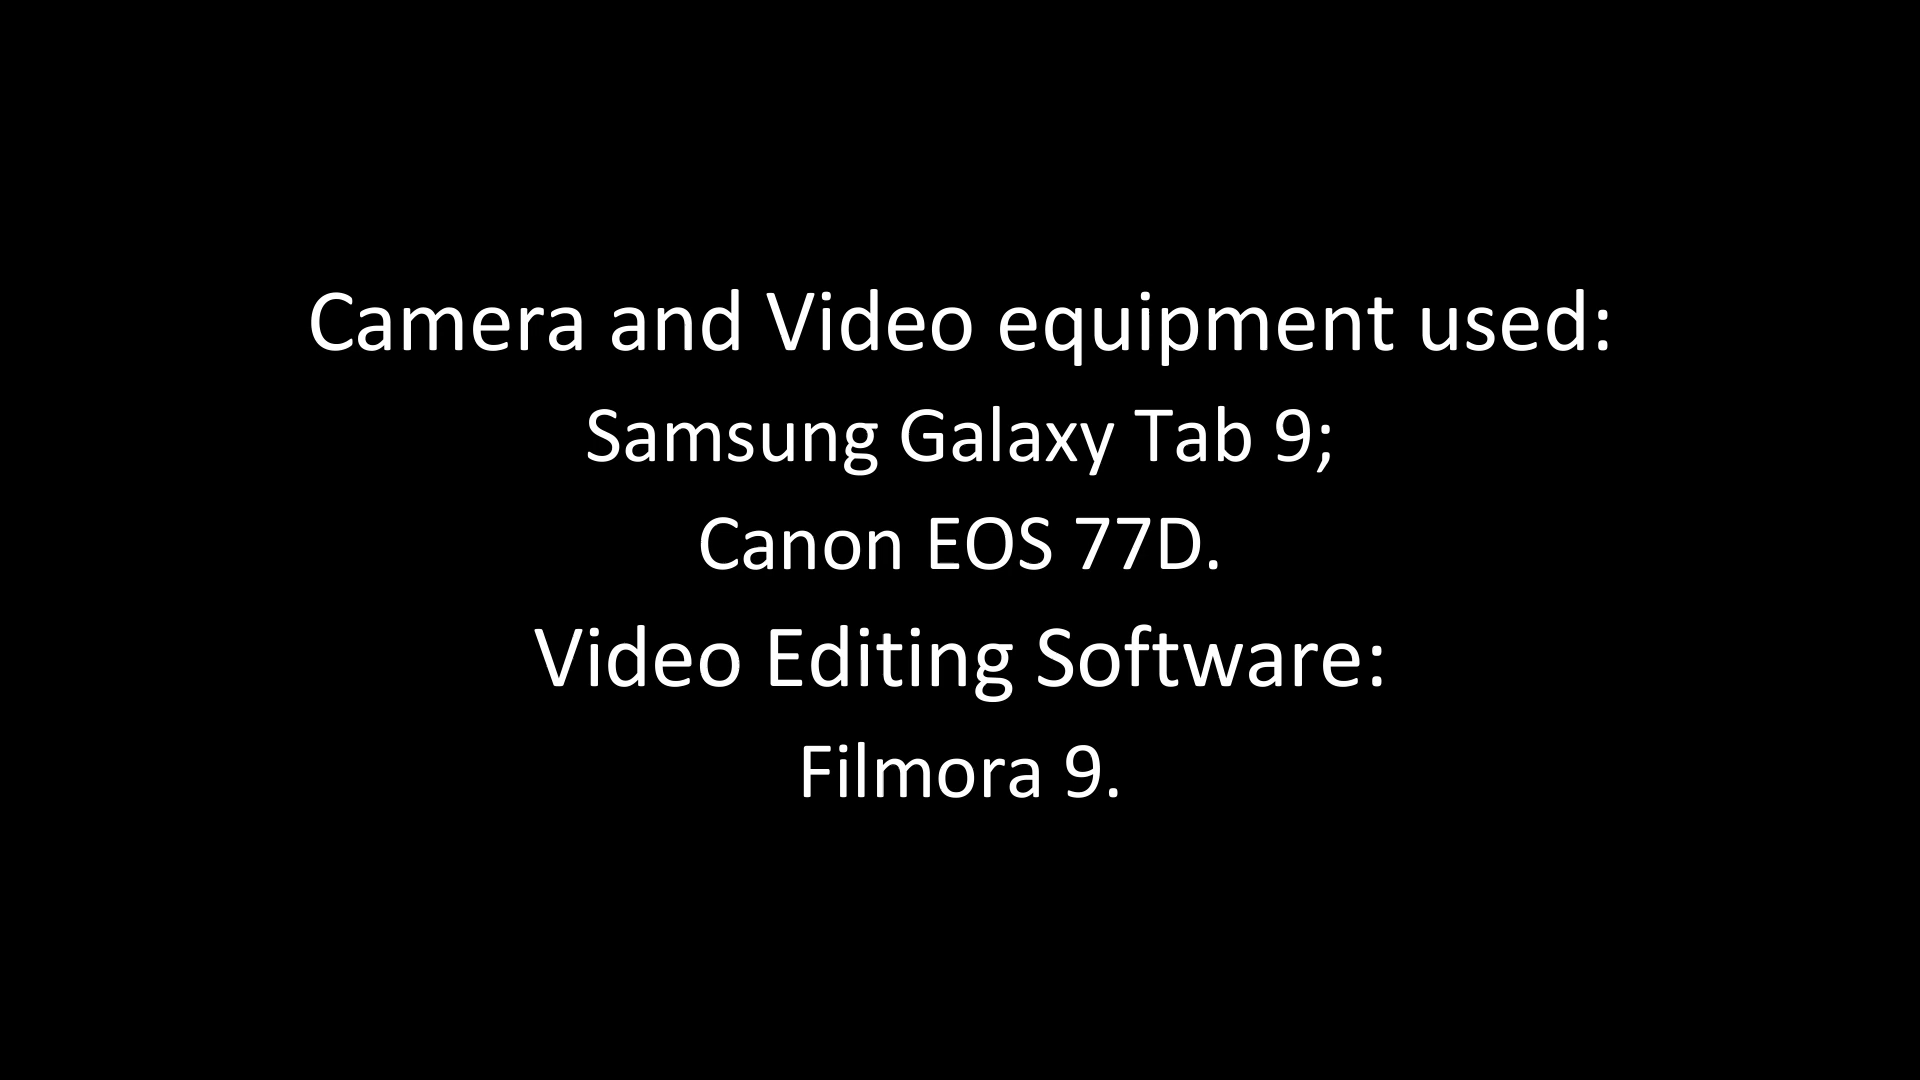 Camera and Video equipment used:
Samsung Galaxy Tab 9;
Canon EOS 77D.
Video Editing Software:
Filmora 9.